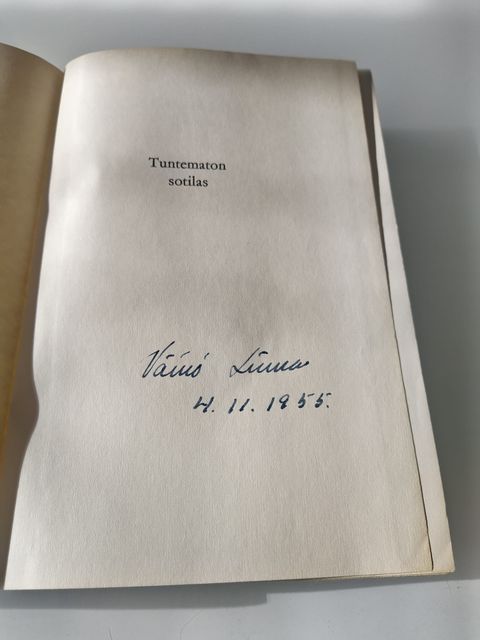 Tuntematon
sotilas
Väinö Linna
4.11.1955.